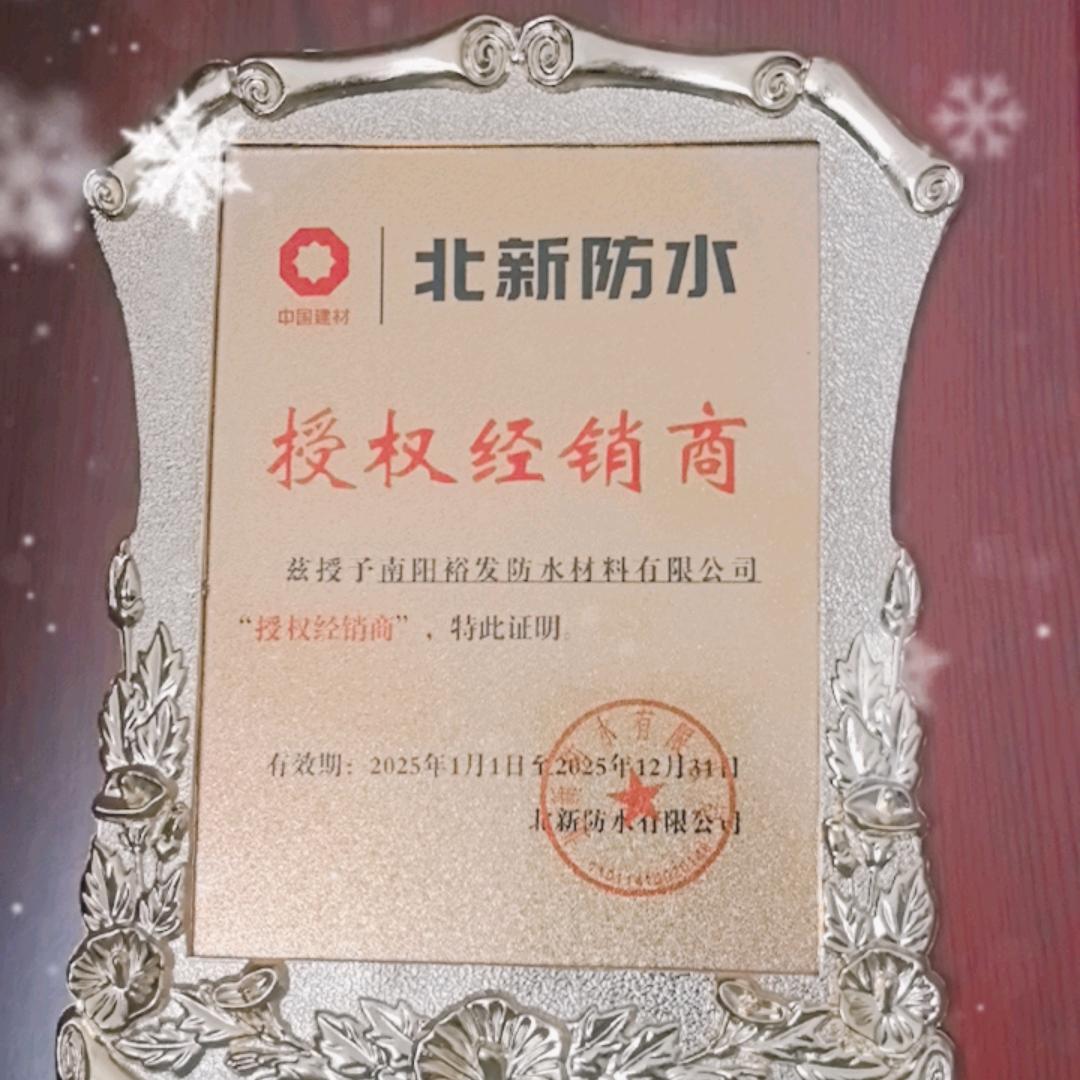 中国建材
北新防水
授权经销商
兹授予南阳裕发防水材料有限公司
“授权经销商”，特此证明。
有效期：2025年1月1日至2025年12月31日
北新防水有限公司